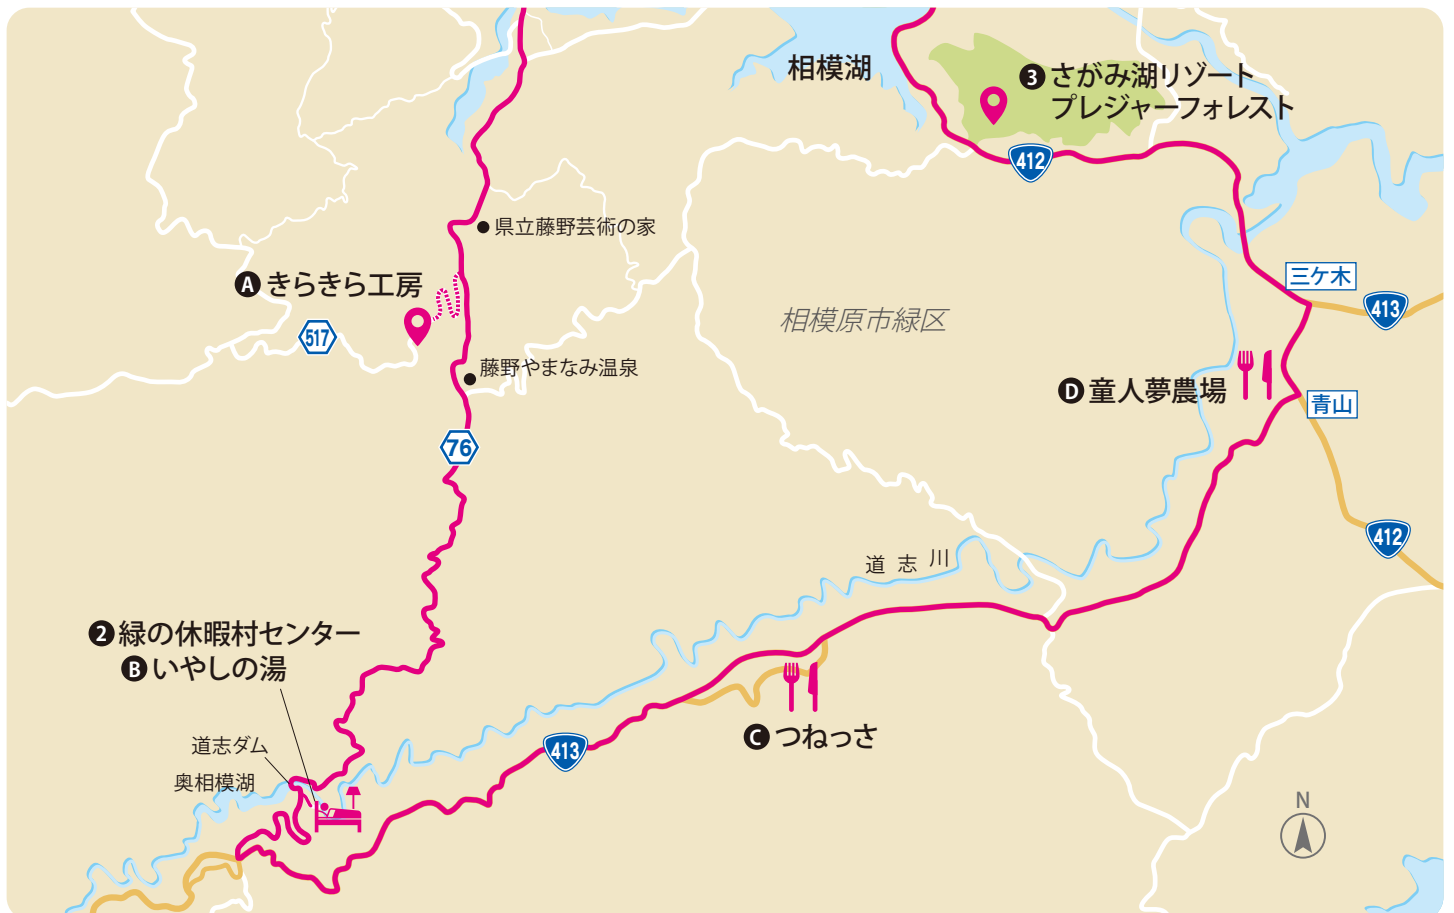 相模湖
❸ さがみ湖リゾート
プレジャーフォレスト
412
県立藤野芸術の家
三ケ木
Ⓐ きらきら工房
413
相模原市緑区
517
藤野やまなみ温泉
Ⓓ 童人夢農場
青山
76
412
道志川
❷ 緑の休暇村センター
Ⓑ いやしの湯
Ⓒ つねっさ
道志ダム
413
奥相模湖
N